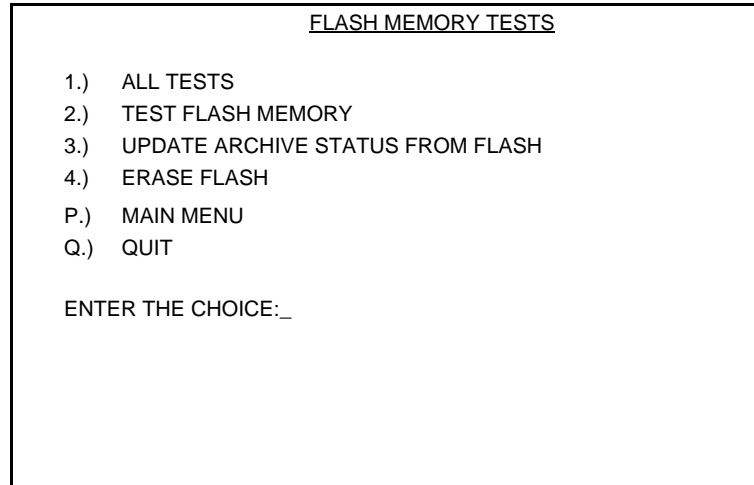 FLASH MEMORY TESTS
1.) ALL TESTS
2.) TEST FLASH MEMORY
3.) UPDATE ARCHIVE STATUS FROM FLASH
4.) ERASE FLASH
P.) MAIN MENU
Q.) QUIT
ENTER THE CHOICE:_